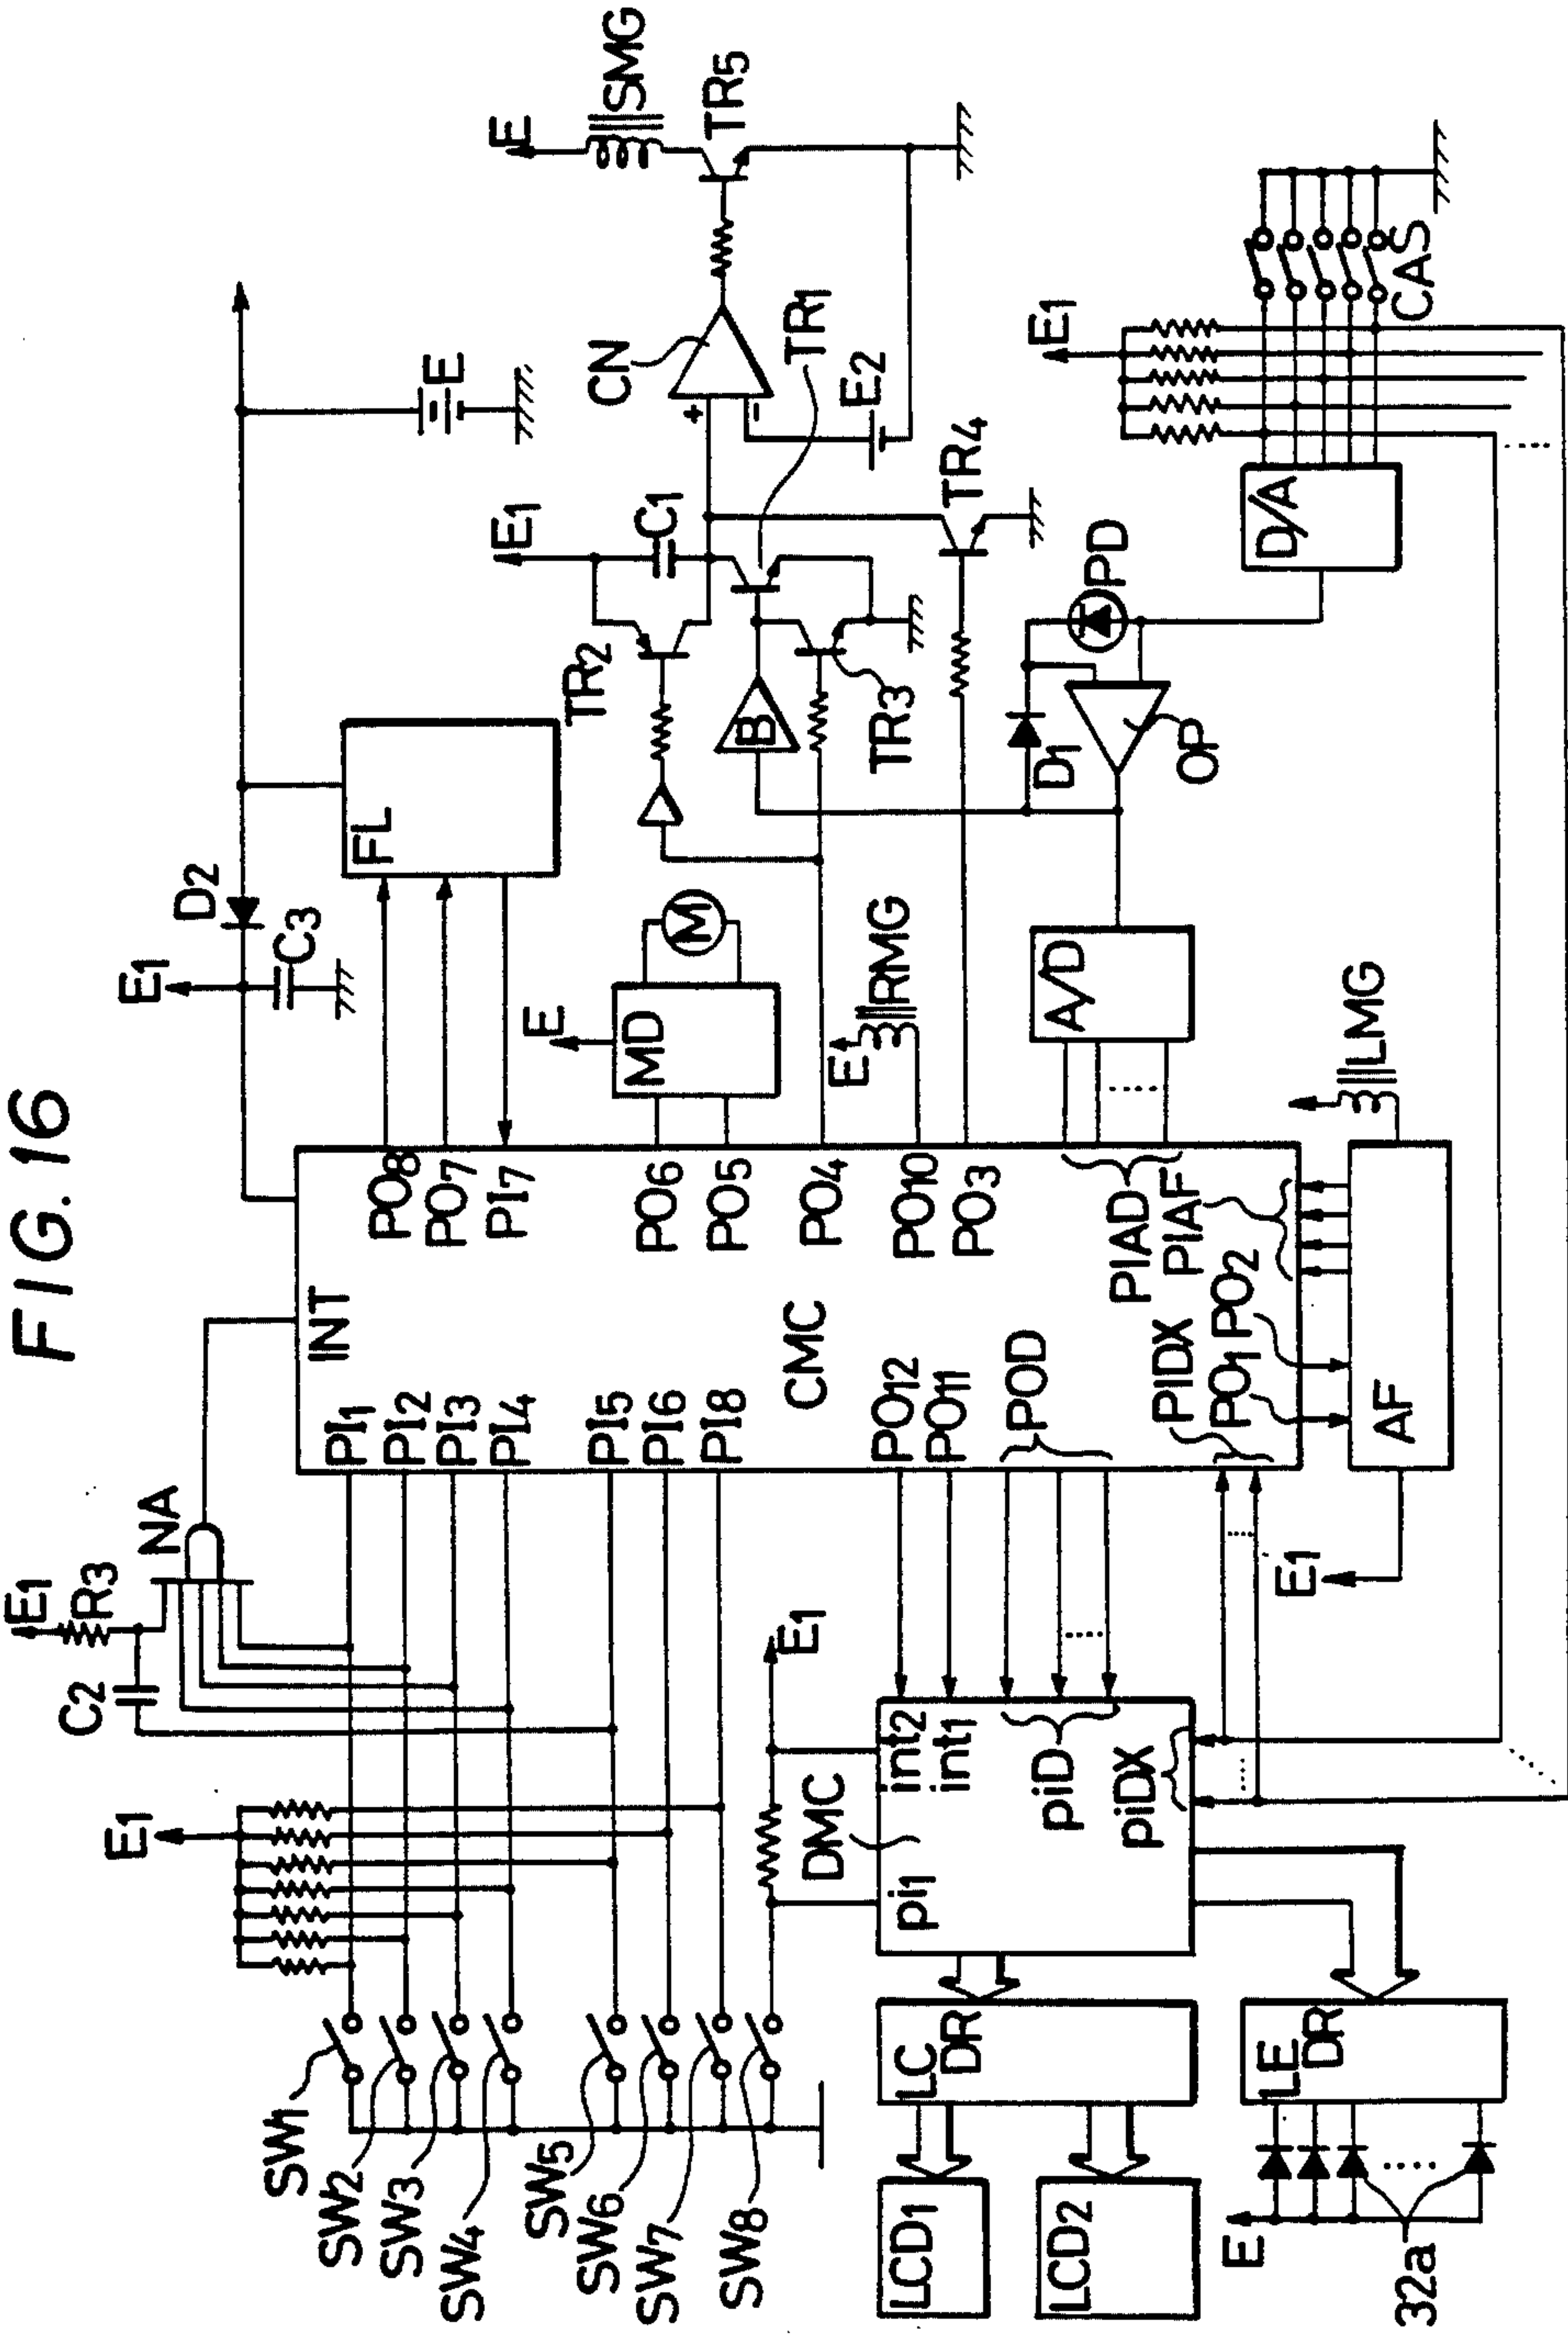 FIG. 16
E1
R3
C2
NA
E1
SW1
SW2
SW3
SW4
SW5
SW6
SW7
SW8
PI1
PI2
PI3
PI4
PI5
PI6
PI8
INT
CMC
PO8
PO7
PI7
PO6
PO5
PO4
PO10
PO3
PIAD
PIAF
PO12
PO11
POD
PIDX
PO1
PO2
E1
D2
C3
FL
E
E
MD
M
E
RMG
TR2
B
TR3
E1
C1
TR1
CN
+
-
E2
E
SMG
TR5
TR4
D1
PD
OP
A/D
D/A
E1
CAS
LMG
AF
E1
E1
DMC
pi1
int2
int1
piD
piDX
LC
DR
LCD1
LCD2
LE
DR
E
32a